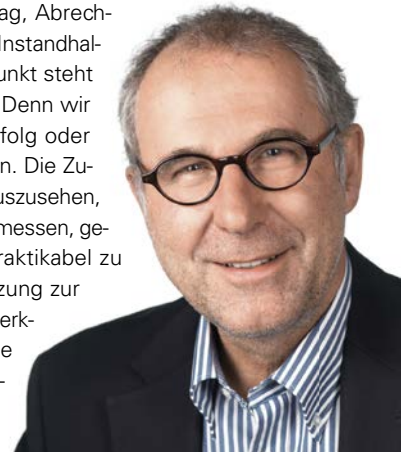 ag, Abrech-
Instandhal-
unkt steht
Denn wir
folg oder
n. Die Zu-
uszusehen,
messen, ge-
raktikabel zu
zung zur
erk-
e
-